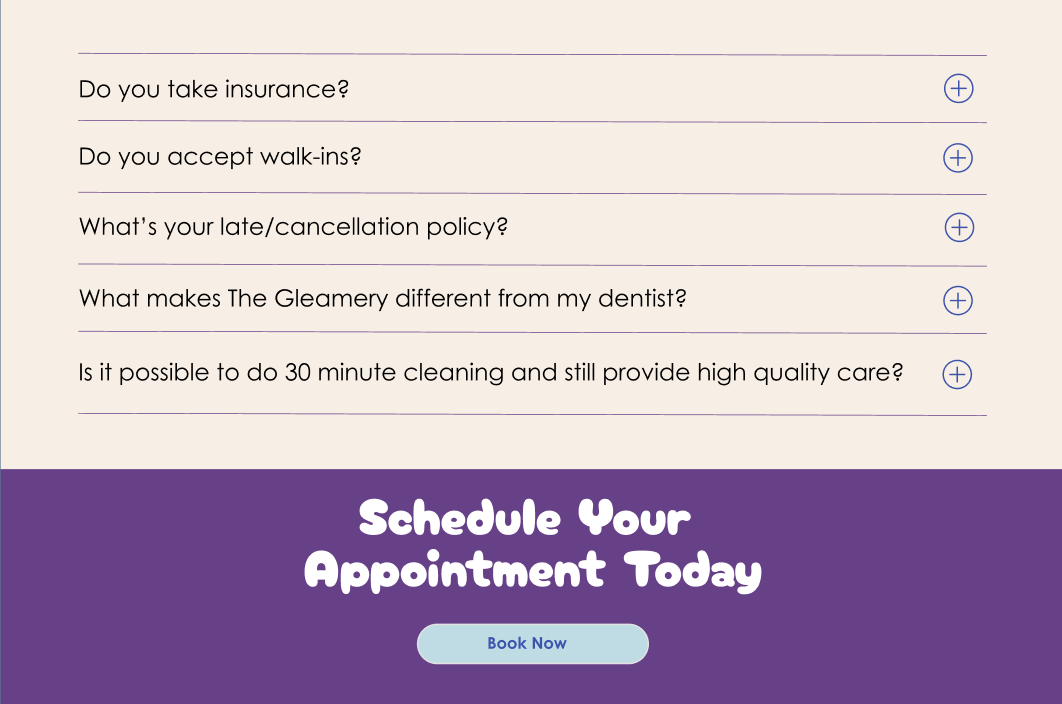 Do you take insurance?
Do you accept walk-ins?
What’s your late/cancellation policy?
What makes The Gleamery different from my dentist?
Is it possible to do 30 minute cleaning and still provide high quality care?
Schedule Your
Appointment Today
Book Now